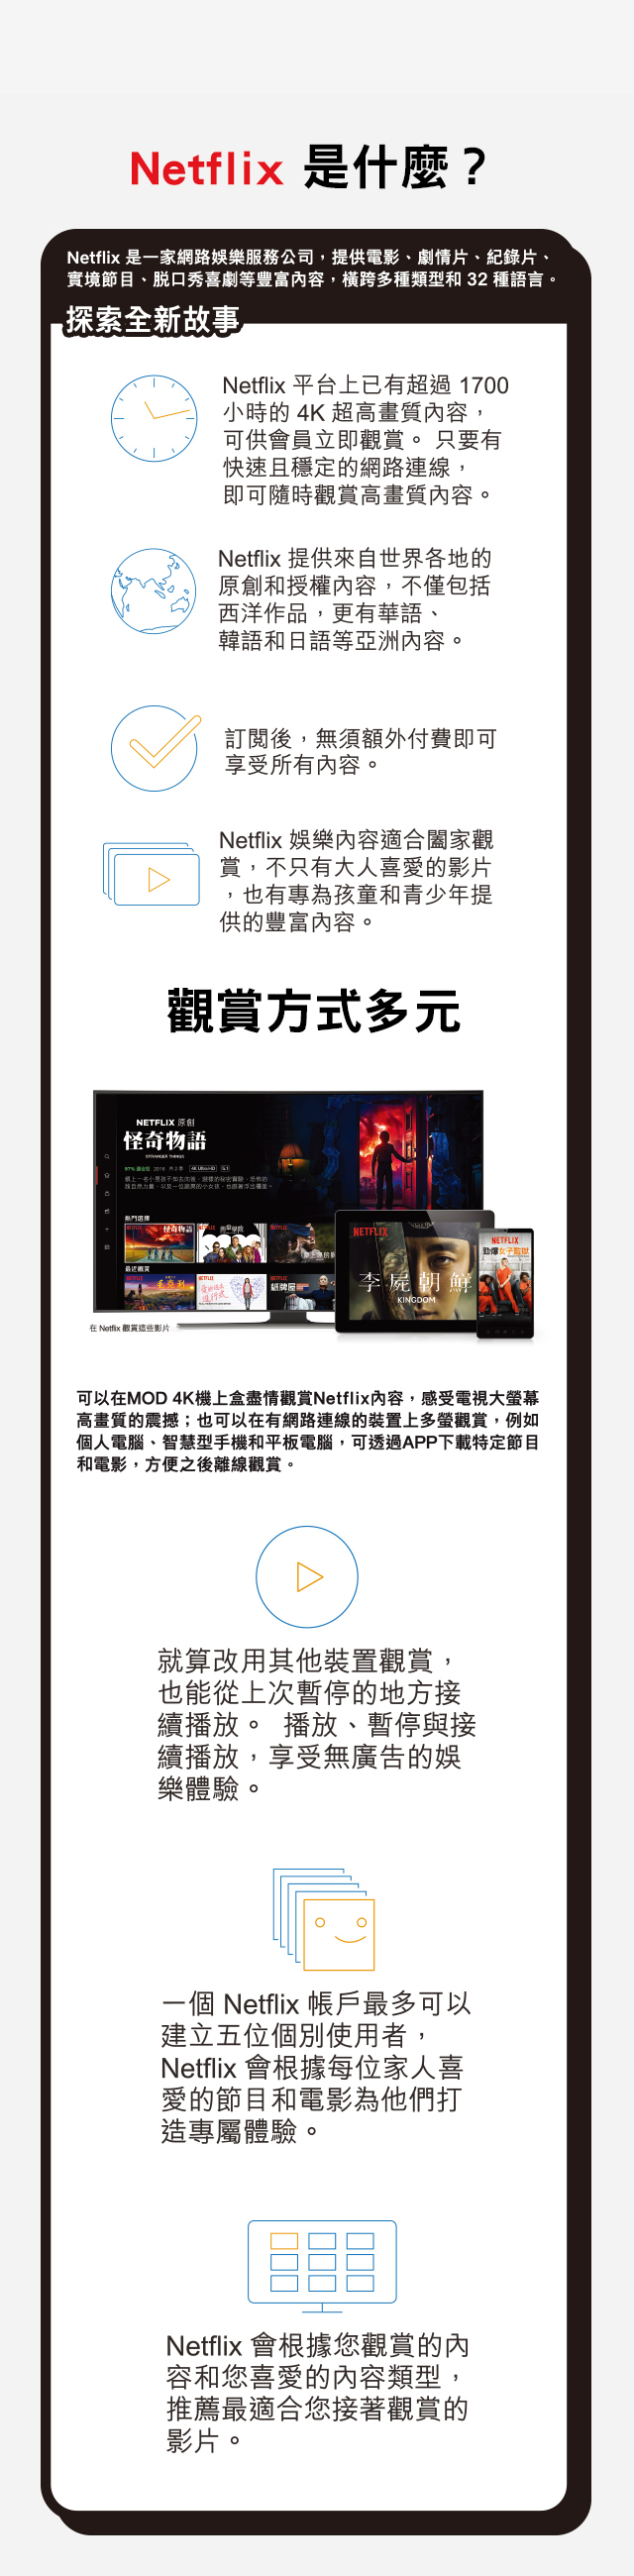 Netflix 是什麼？
Netflix 是一家網路娛樂服務公司，提供電影、劇情片、紀錄片、
實境節目、脫口秀喜劇等豐富內容，橫跨多種類型和 32 種語言。
探索全新故事
Netflix 平台上已有超過 1700
小時的 4K 超高畫質內容，
可供會員立即觀賞。 只要有
快速且穩定的網路連線，
即可隨時觀賞高畫質內容。
Netflix 提供來自世界各地的
原創和授權內容，不僅包括
西洋作品，更有華語、
韓語和日語等亞洲內容。
訂閱後，無須額外付費即可
享受所有內容。
Netflix 娛樂內容適合闔家觀
賞，不只有大人喜愛的影片
，也有專為孩童和青少年提
供的豐富內容。
觀賞方式多元
NETFLIX 原創
怪奇物語
STRANGER THINGS
97% 適合您 2016 共 2 季 4K Ultra HD 5.1
熱門選擇
怪奇物語
最近觀賞
紙牌屋
NETFLIX
李屍朝鮮
KINGDOM
NETFLIX
勁爆女子監獄
在 Netflix 觀賞這些影片
可以在MOD 4K機上盒盡情觀賞Netflix內容，感受電視大螢幕
高畫質的震撼；也可以在有網路連線的裝置上多螢觀賞，例如
個人電腦、智慧型手機和平板電腦，可透過APP下載特定節目
和電影，方便之後離線觀賞。
就算改用其他裝置觀賞，
也能從上次暫停的地方接
續播放。 播放、暫停與接
續播放，享受無廣告的娛
樂體驗。
一個 Netflix 帳戶最多可以
建立五位個別使用者，
Netflix 會根據每位家人喜
愛的節目和電影為他們打
造專屬體驗。
Netflix 會根據您觀賞的內
容和您喜愛的內容類型，
推薦最適合您接著觀賞的
影片。